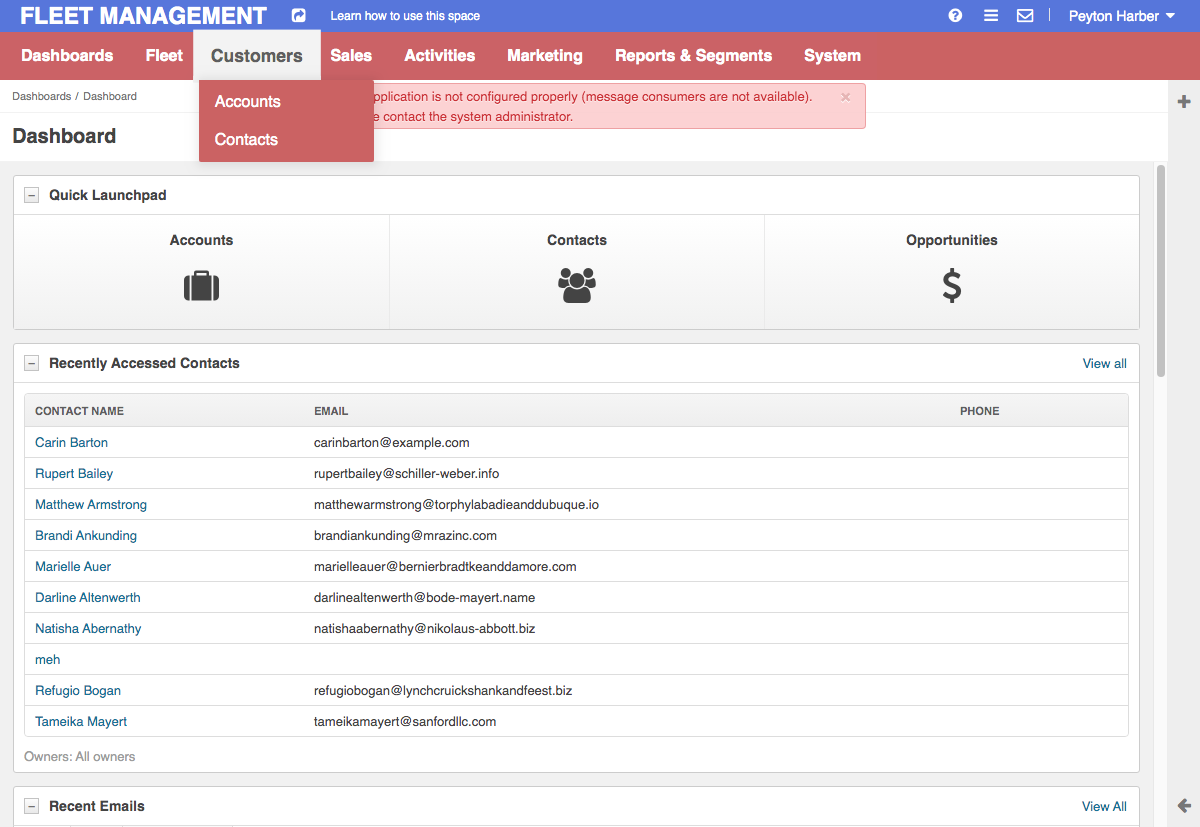 FLEET MANAGEMENT Learn how to use this space Peyton Harber
Dashboards Fleet Customers Sales Activities Marketing Reports & Segments System
Dashboards / Dashboard
Accounts
Contacts
pplication is not configured properly (message consumers are not available). ×
e contact the system administrator.
Dashboard
Quick Launchpad
Accounts Contacts Opportunities
Recently Accessed Contacts View all
CONTACT NAME EMAIL PHONE
Carin Barton carinbarton@example.com
Rupert Bailey rupertbailey@schiller-weber.info
Matthew Armstrong matthewarmstrong@torphylabadieanddubuque.io
Brandi Ankunding brandiankunding@mrazinc.com
Marielle Auer marielleauer@bernierbradtkeanddamore.com
Darline Altenwerth darlinealtenwerth@bode-mayert.name
Natisha Abernathy natishaabernathy@nikolaus-abbott.biz
meh
Refugio Bogan refugiobogan@lynchcruickshankandfeest.biz
Tameika Mayert tameikamayert@sanfordllc.com
Owners: All owners
Recent Emails View All